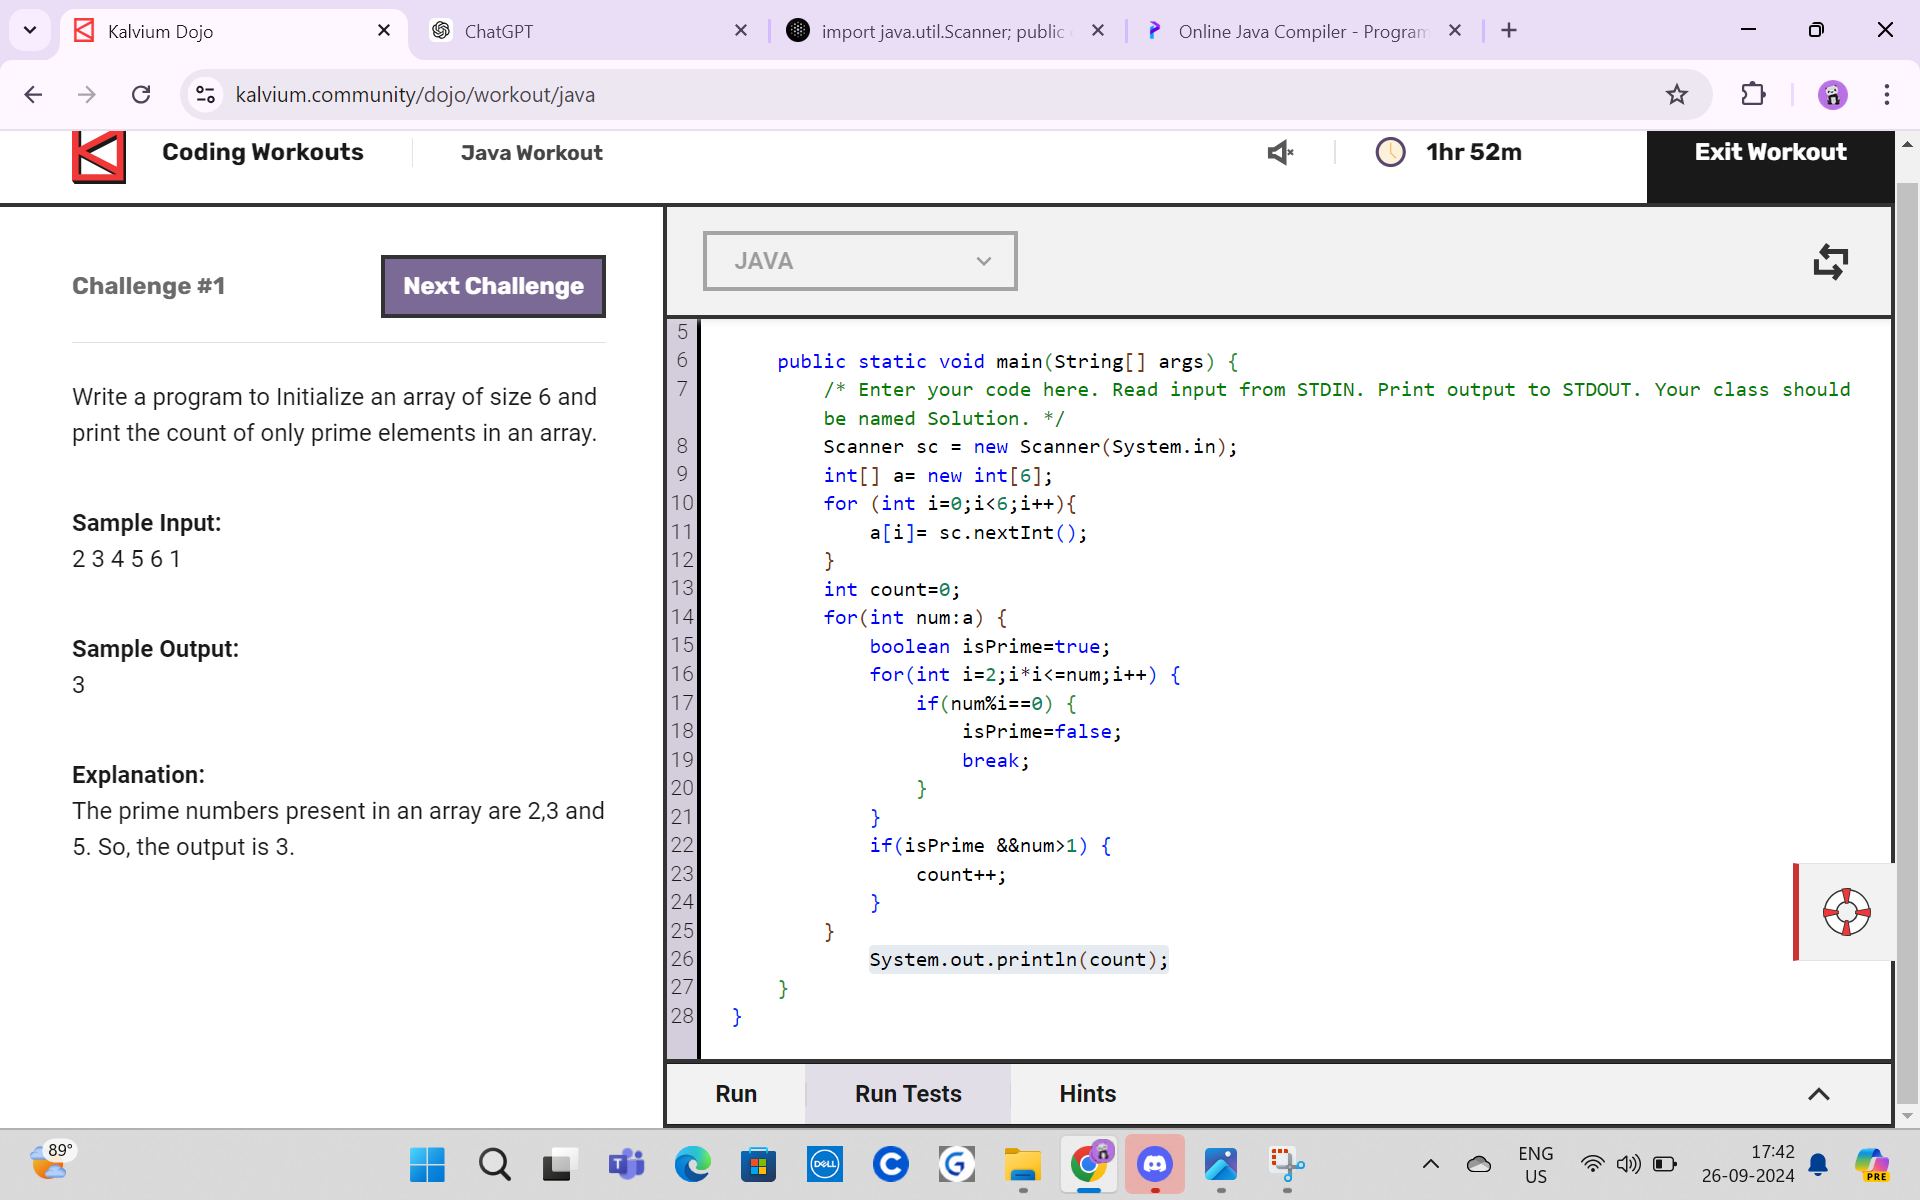 Kalvium Dojo
ChatGPT
import java.util.Scanner; public
Online Java Compiler - Program
kalvium.community/dojo/workout/java
Coding Workouts
Java Workout
1hr 52m
Exit Workout
Challenge #1
Next Challenge
Write a program to Initialize an array of size 6 and
print the count of only prime elements in an array.
Sample Input:
2 3 4 5 6 1
Sample Output:
3
Explanation:
The prime numbers present in an array are 2,3 and
5. So, the output is 3.
JAVA
5
6 public static void main(String[] args) {
7 /* Enter your code here. Read input from STDIN. Print output to STDOUT. Your class should
be named Solution. */
8 Scanner sc = new Scanner(System.in);
9 int[] a= new int[6];
10 for (int i=0;i<6;i++){
11 a[i]= sc.nextInt();
12 }
13 int count=0;
14 for(int num:a) {
15 boolean isPrime=true;
16 for(int i=2;i*i<=num;i++) {
17 if(num%i==0) {
18 isPrime=false;
19 break;
20 }
21 }
22 if(isPrime &&num>1) {
23 count++;
24 }
25 }
26 System.out.println(count);
27 }
28 }
Run
Run Tests
Hints
89°
DELL
ENG
US
17:42
26-09-2024
PRE